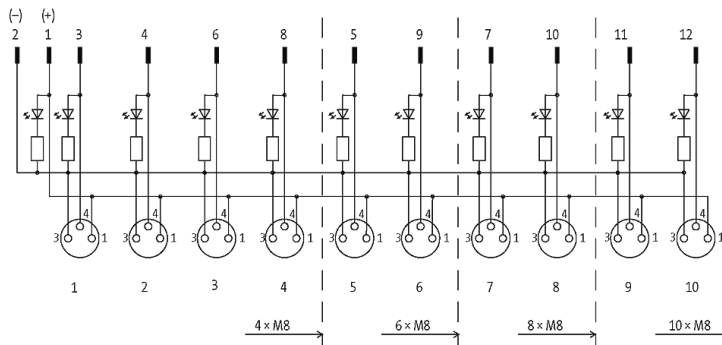 (–) (+)
2 1 3 4 6 8 5 9 7 10 11 12
4 4 4 4 4 4 4 4 4 4
3 1 3 1 3 1 3 1 3 1 3 1 3 1 3 1 3 1 3 1
1 2 3 4 5 6 7 8 9 10
4 × M8 6 × M8 8 × M8 10 × M8